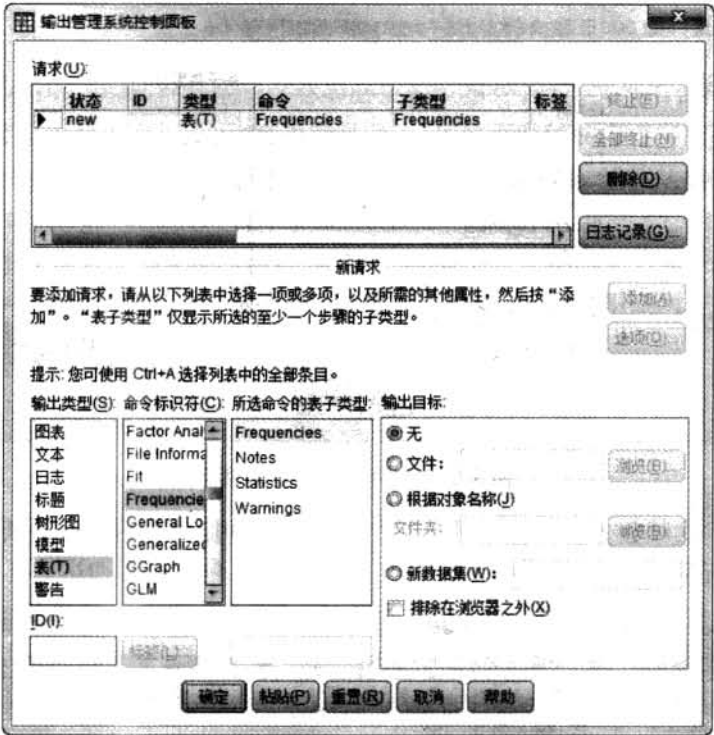 输出管理系统控制面板
请求(U):
状态 ID 类型 命令 子类型 标签
new 表(T) Frequencies Frequencies
终止(E)
全部终止(N)
删除(D)
日志记录(G)...
新请求
要添加请求，请从以下列表中选择一项或多项，以及所需的其他属性，然后按“添
加”。“表子类型”仅显示所选的至少一个步骤的子类型。
添加(A)
选项(O)...
提示: 您可使用 Ctrl+A 选择列表中的全部条目。
输出类型(S): 命令标识符(C): 所选命令的表子类型: 输出目标:
图表
文本
日志
标题
树形图
模型
表(T)
警告
Factor Anal
File Informa
Fit
Frequencie
General Lo
Generalized
GGraph
GLM
Frequencies
Notes
Statistics
Warnings
无
文件:
浏览(B)...
根据对象名称(J)
文件夹:
浏览(B)...
新数据集(W):
排除在浏览器之外(X)
ID(I):
标签(L):
确定 粘贴(P) 重置(R) 取消 帮助